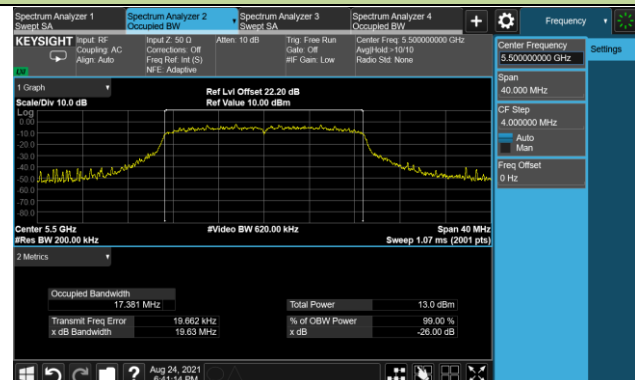 Spectrum Analyzer 1
Swept SA
Spectrum Analyzer 2
Occupied BW
Spectrum Analyzer 3
Swept SA
Spectrum Analyzer 4
Occupied BW
+
Frequency
KEYSIGHT
Input: RF
Coupling: AC
Align: Auto
Input Z: 50 Ω
Corrections: Off
Freq Ref: Int (S)
NFE: Adaptive
Atten: 10 dB
Trig: Free Run
Gate: Off
#IF Gain: Low
Center Freq: 5.500000000 GHz
Avg|Hold:>10/10
Radio Std: None
Center Frequency
5.500000000 GHz
Settings
Span
40.000 MHz
CF Step
4.000000 MHz
Auto
Man
Freq Offset
0 Hz
1 Graph
Scale/Div 10.0 dB
Ref Lvl Offset 22.20 dB
Ref Value 10.00 dBm
Log
0.00
-10.0
-20.0
-30.0
-40.0
-50.0
-60.0
-70.0
-80.0
Center 5.5 GHz
#Res BW 200.00 kHz
#Video BW 620.00 kHz
Span 40 MHz
Sweep 1.07 ms (2001 pts)
2 Metrics
Occupied Bandwidth
17.381 MHz
Total Power 13.0 dBm
Transmit Freq Error 19.662 kHz
% of OBW Power 99.00 %
x dB Bandwidth 19.63 MHz
x dB -26.00 dB
?
Aug 24, 2021
6:41:14 PM